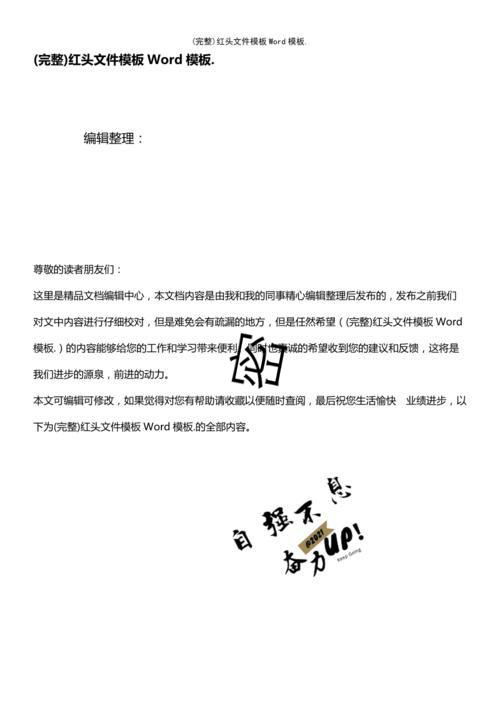 (完整)红头文件模板Word模板.
(完整)红头文件模板 Word 模板.
编辑整理：
尊敬的读者朋友们：
这里是精品文档编辑中心，本文档内容是由我和我的同事精心编辑整理后发布的，发布之前我们
对文中内容进行仔细校对，但是难免会有疏漏的地方，但是任然希望（(完整)红头文件模板 Word
模板.）的内容能够给您的工作和学习带来便利。同时也真诚的希望收到您的建议和反馈，这将是
我们进步的源泉，前进的动力。
本文可编辑可修改，如果觉得对您有帮助请收藏以便随时查阅，最后祝您生活愉快 业绩进步，以
下为(完整)红头文件模板 Word 模板.的全部内容。
密
自强不息
@2021
奋力UP!
Keep Going